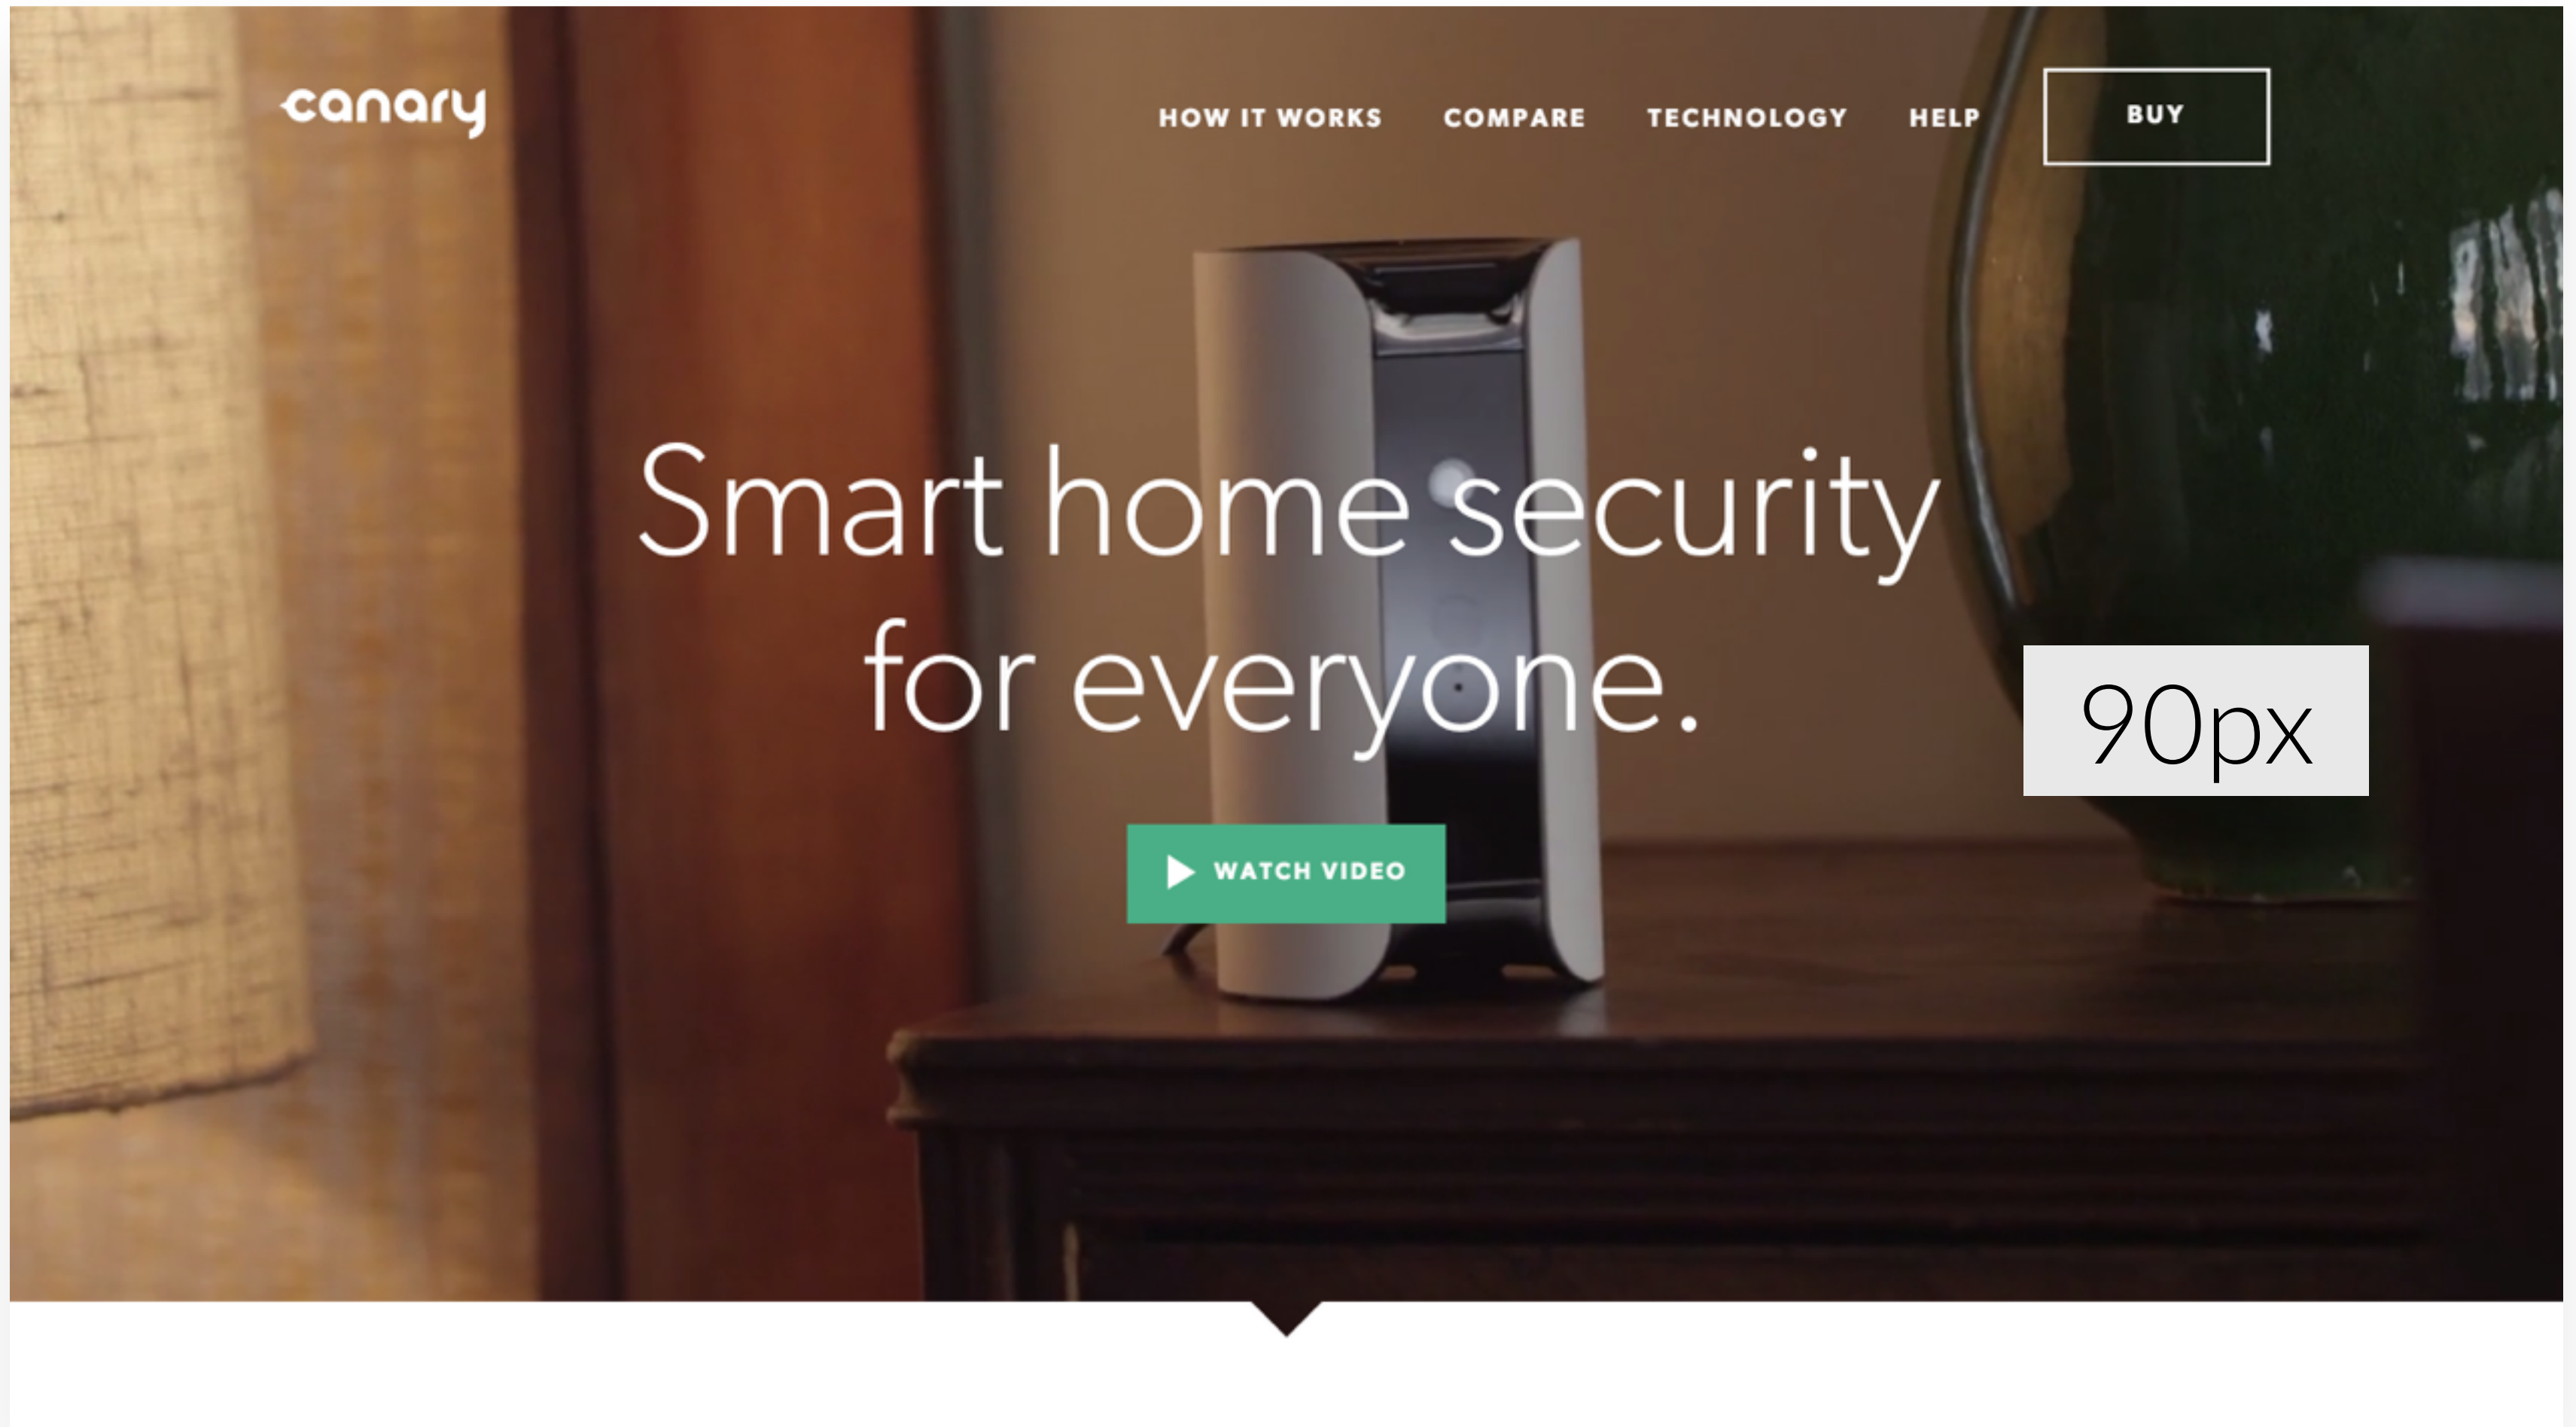 canary
HOW IT WORKS COMPARE TECHNOLOGY HELP BUY
Smart home security
for everyone.
90px
WATCH VIDEO